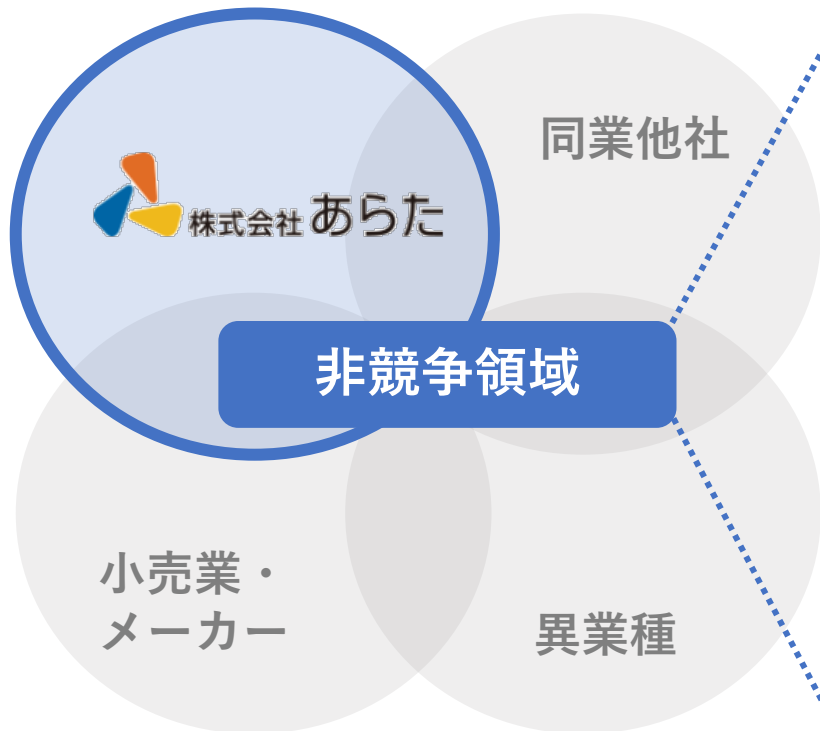 同業他社
株式会社あらた
非競争領域
小売業・
メーカー
異業種